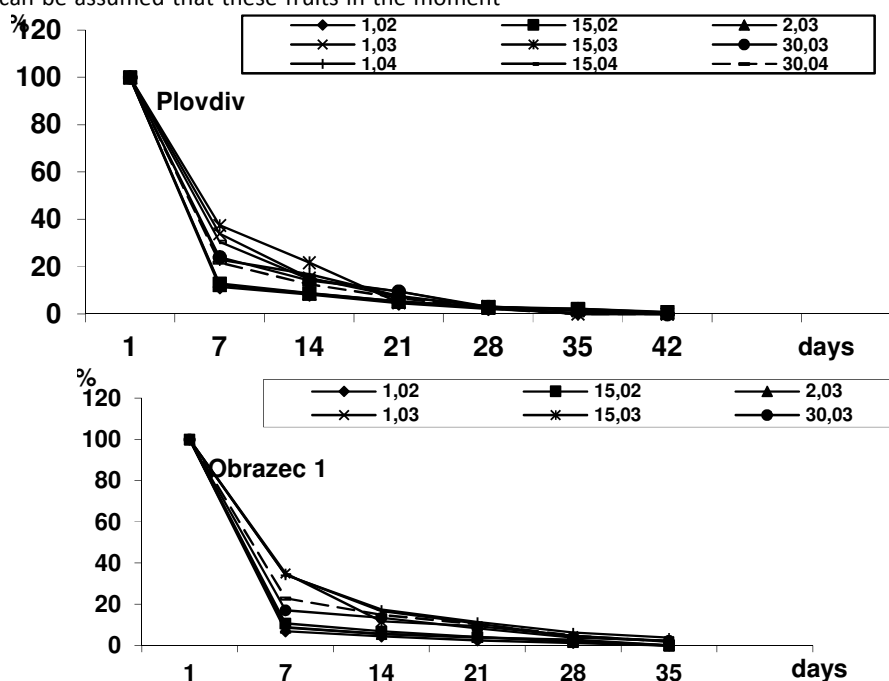 can be assumed that these fruits in the moment
%
120
100
80
60
40
20
0
1,02 15,02 2,03
1,03 15,03 30,03
1,04 15,04 30,04
Plovdiv
1 7 14 21 28 35 42 days
%
120
100
80
60
40
20
0
1,02 15,02 2,03
1,03 15,03 30,03
Obrazec 1
1 7 14 21 28 35 days